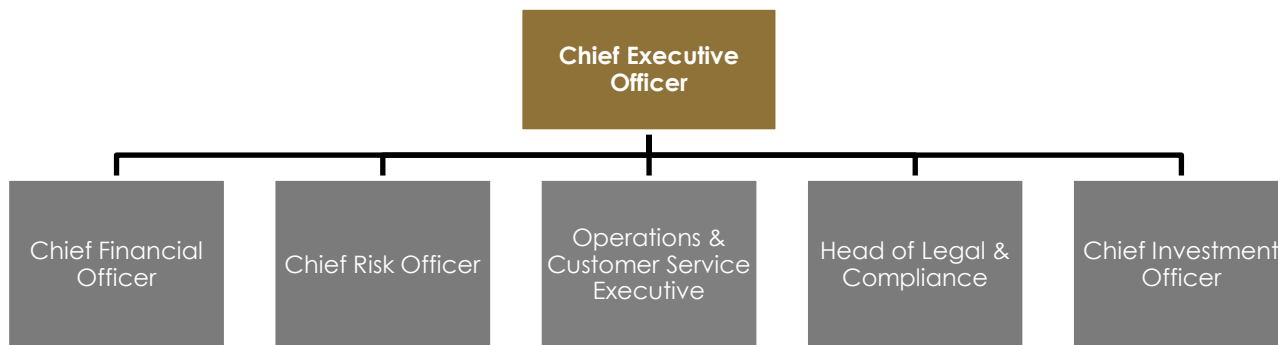 Chief Executive
Officer
Chief Financial
Officer
Chief Risk Officer
Operations &
Customer Service
Executive
Head of Legal &
Compliance
Chief Investment
Officer